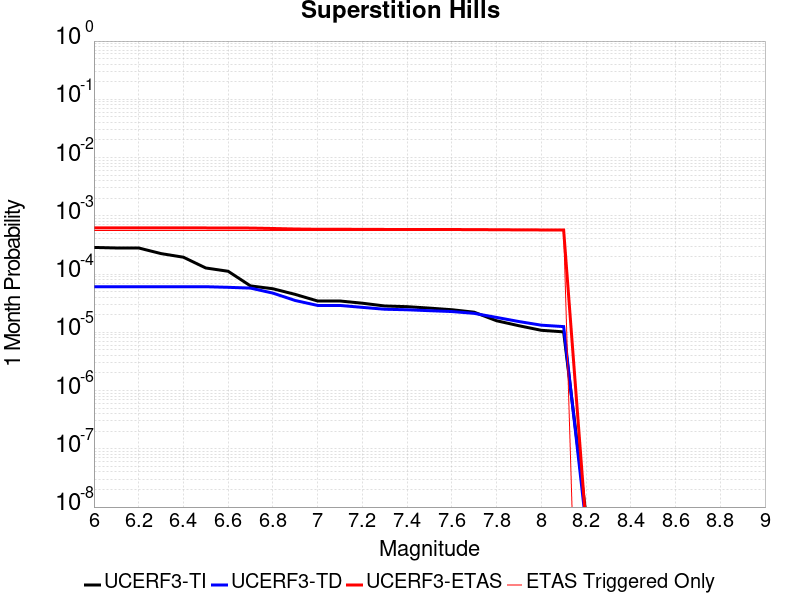 Superstition Hills
10^0
10^-1
10^-2
10^-3
10^-4
10^-5
10^-6
10^-7
10^-8
1 Month Probability
6 6.2 6.4 6.6 6.8 7 7.2 7.4 7.6 7.8 8 8.2 8.4 8.6 8.8 9
Magnitude
UCERF3-TI UCERF3-TD UCERF3-ETAS ETAS Triggered Only